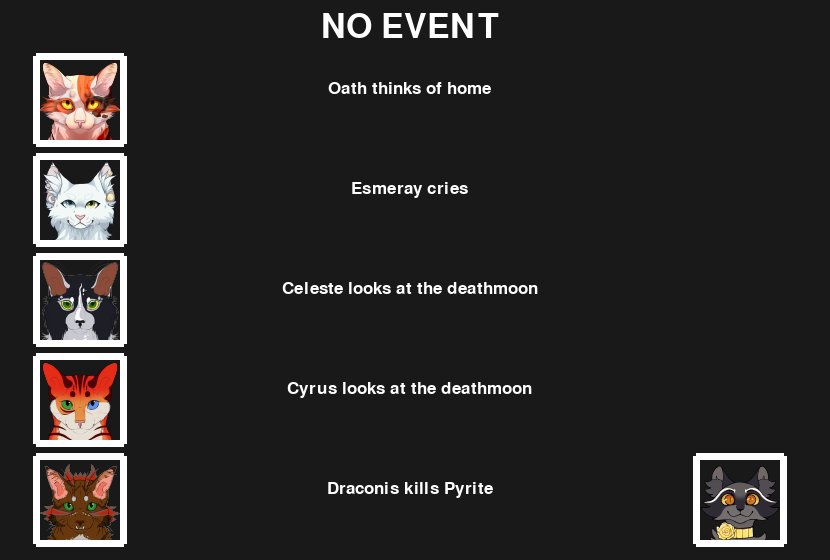 NO EVENT
Oath thinks of home
Esmeray cries
Celeste looks at the deathmoon
Cyrus looks at the deathmoon
Draconis kills Pyrite